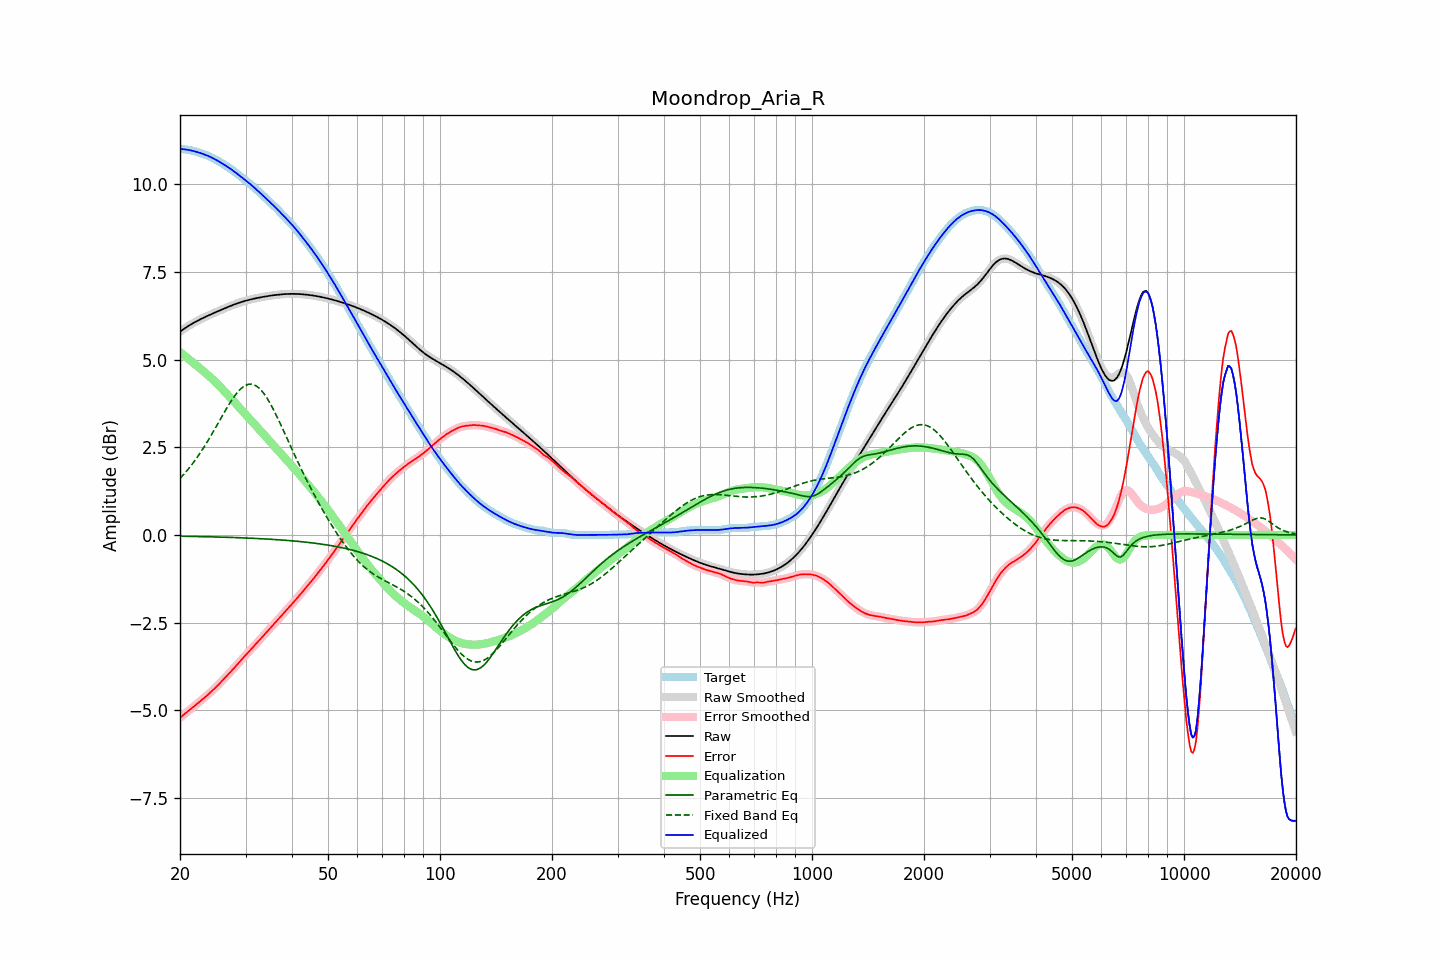 Moondrop_Aria_R
Amplitude (dBr)
10.0
7.5
5.0
2.5
0.0
−2.5
−5.0
−7.5
Target
Raw Smoothed
Error Smoothed
Raw
Error
Equalization
Parametric Eq
Fixed Band Eq
Equalized
20 50 100 200 500 1000 2000 5000 10000 20000
Frequency (Hz)